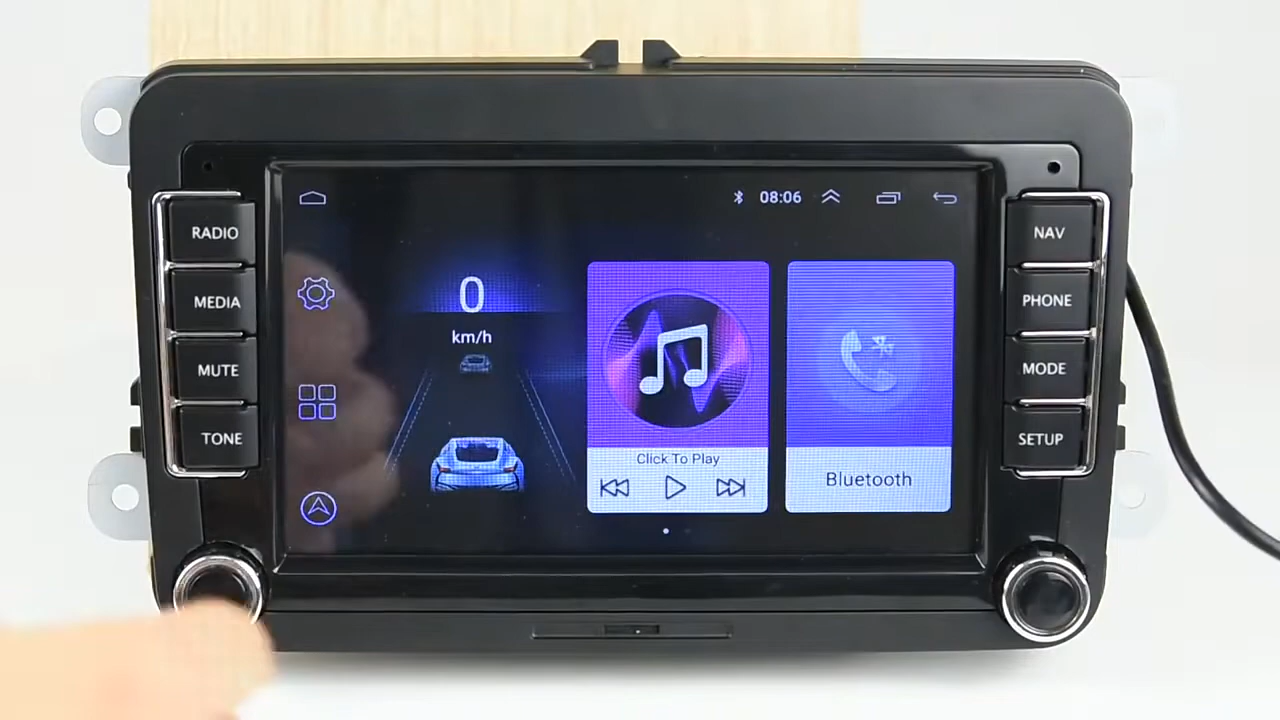 08:06
RADIO
MEDIA
MUTE
TONE
0
km/h
Click To Play
Bluetooth
NAV
PHONE
MODE
SETUP